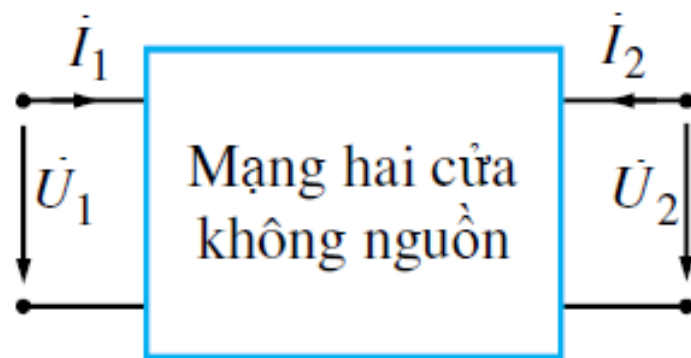 İ₁ İ₂
U̇₁ Mạng hai cửa U̇₂
không nguồn